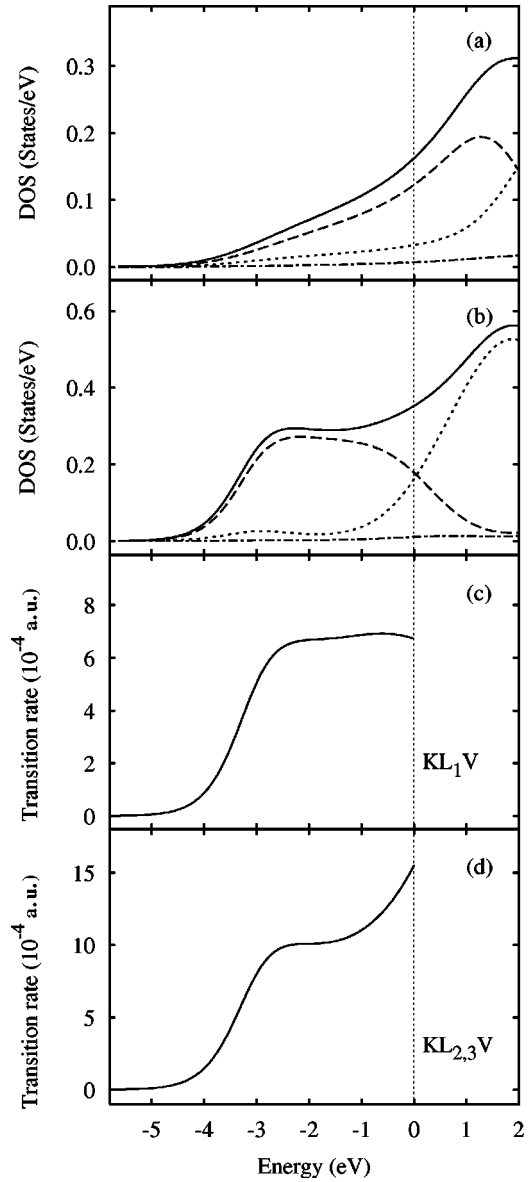 (a)
DOS (States/eV)
0.3
0.2
0.1
0.0
(b)
DOS (States/eV)
0.6
0.4
0.2
0.0
(c)
Transition rate (10⁻⁴ a.u.)
8
6
4
2
0
KL₁V
(d)
Transition rate (10⁻⁴ a.u.)
15
10
5
0
KL₂,₃V
-5 -4 -3 -2 -1 0 1 2
Energy (eV)